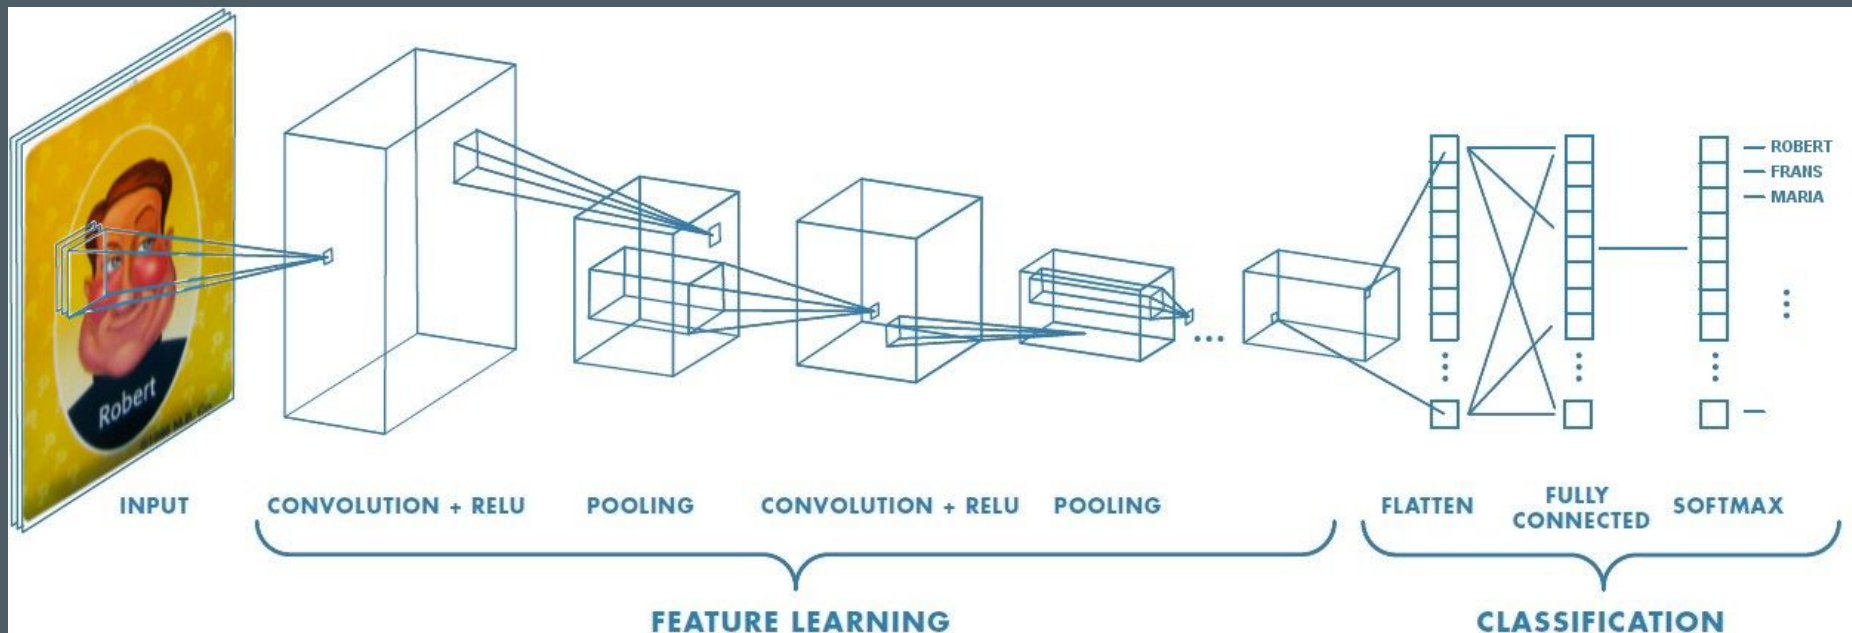 Robert
INPUT
CONVOLUTION + RELU
POOLING
CONVOLUTION + RELU
POOLING
FLATTEN
FULLY
CONNECTED
SOFTMAX
ROBERT
FRANS
MARIA
FEATURE LEARNING
CLASSIFICATION